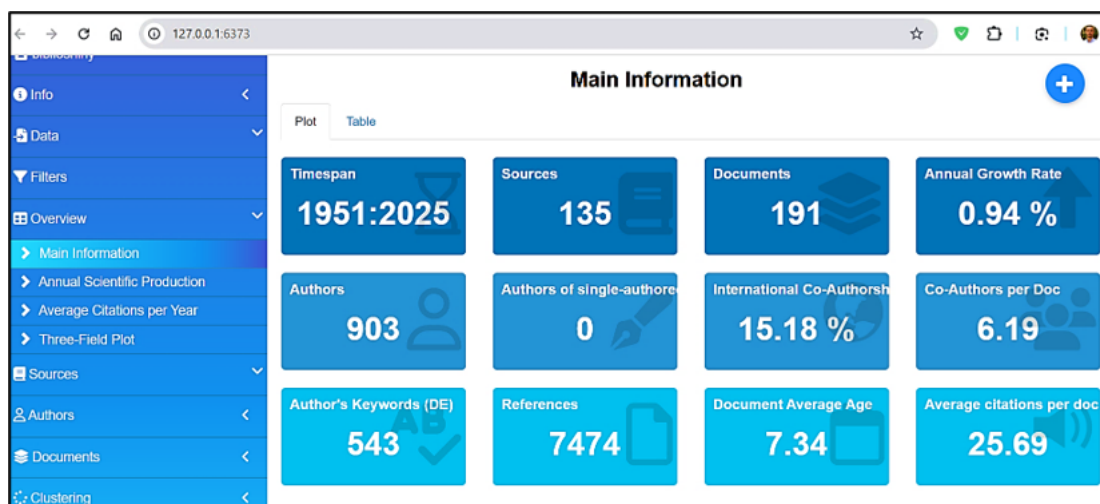 127.0.0.1:6373
biblioshiny
Info
Data
Filters
Overview
Main Information
Annual Scientific Production
Average Citations per Year
Three-Field Plot
Sources
Authors
Documents
Clustering
Main Information
Plot Table
Timespan
1951:2025
Sources
135
Documents
191
Annual Growth Rate
0.94 %
Authors
903
Authors of single-authore
0
International Co-Authorsh
15.18 %
Co-Authors per Doc
6.19
Author's Keywords (DE)
543
References
7474
Document Average Age
7.34
Average citations per doc
25.69